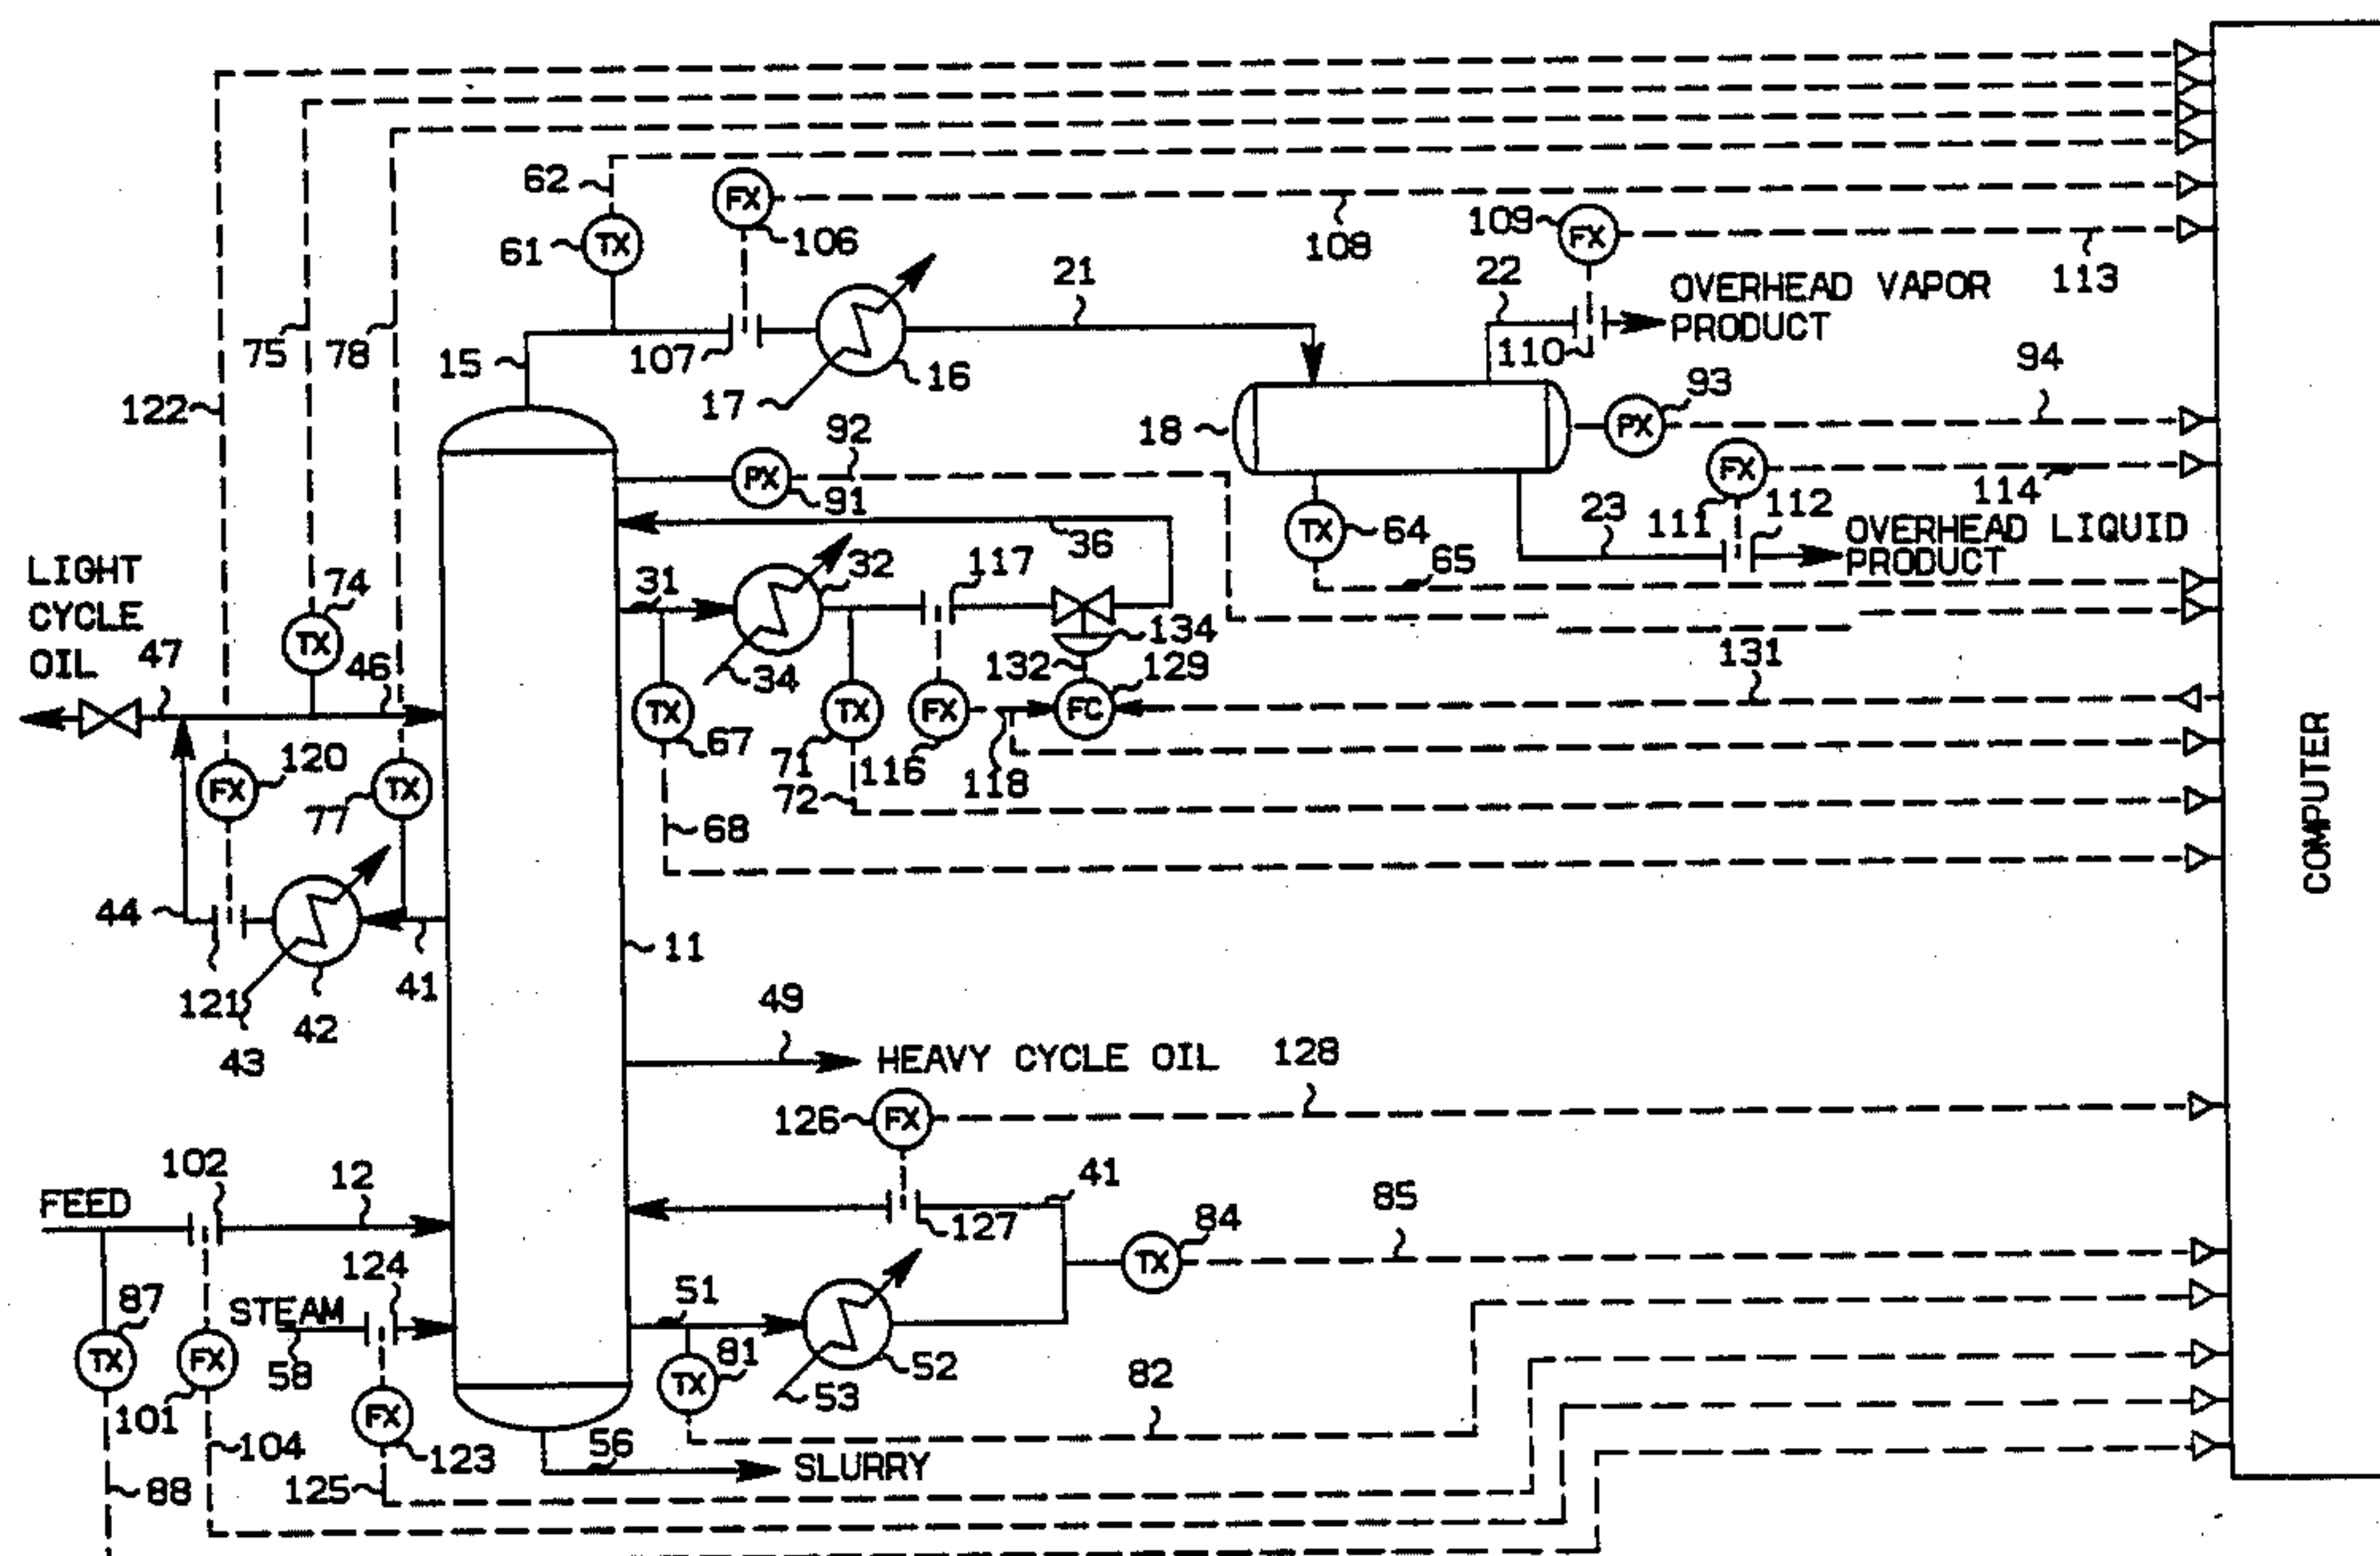 62
FX
106
108
109
FX
113
61
TX
21
22
OVERHEAD VAPOR
PRODUCT
75
78
15
107
110
16
17
94
93
122
92
18
PX
PX
91
FX
114
LIGHT
CYCLE
OIL
74
TX
47
46
31
32
117
36
TX
64
65
23
111
112
OVERHEAD LIQUID
PRODUCT
34
134
132
129
131
TX
67
TX
71
FX
116
FC
118
COMPUTER
120
FX
TX
77
72
68
44
121
43
42
41
11
49
HEAVY CYCLE OIL
128
126
FX
102
12
41
FEED
127
84
TX
85
124
87
STEAM
51
TX
FX
58
81
TX
53
52
82
101
104
FX
123
56
SLURRY
88
125